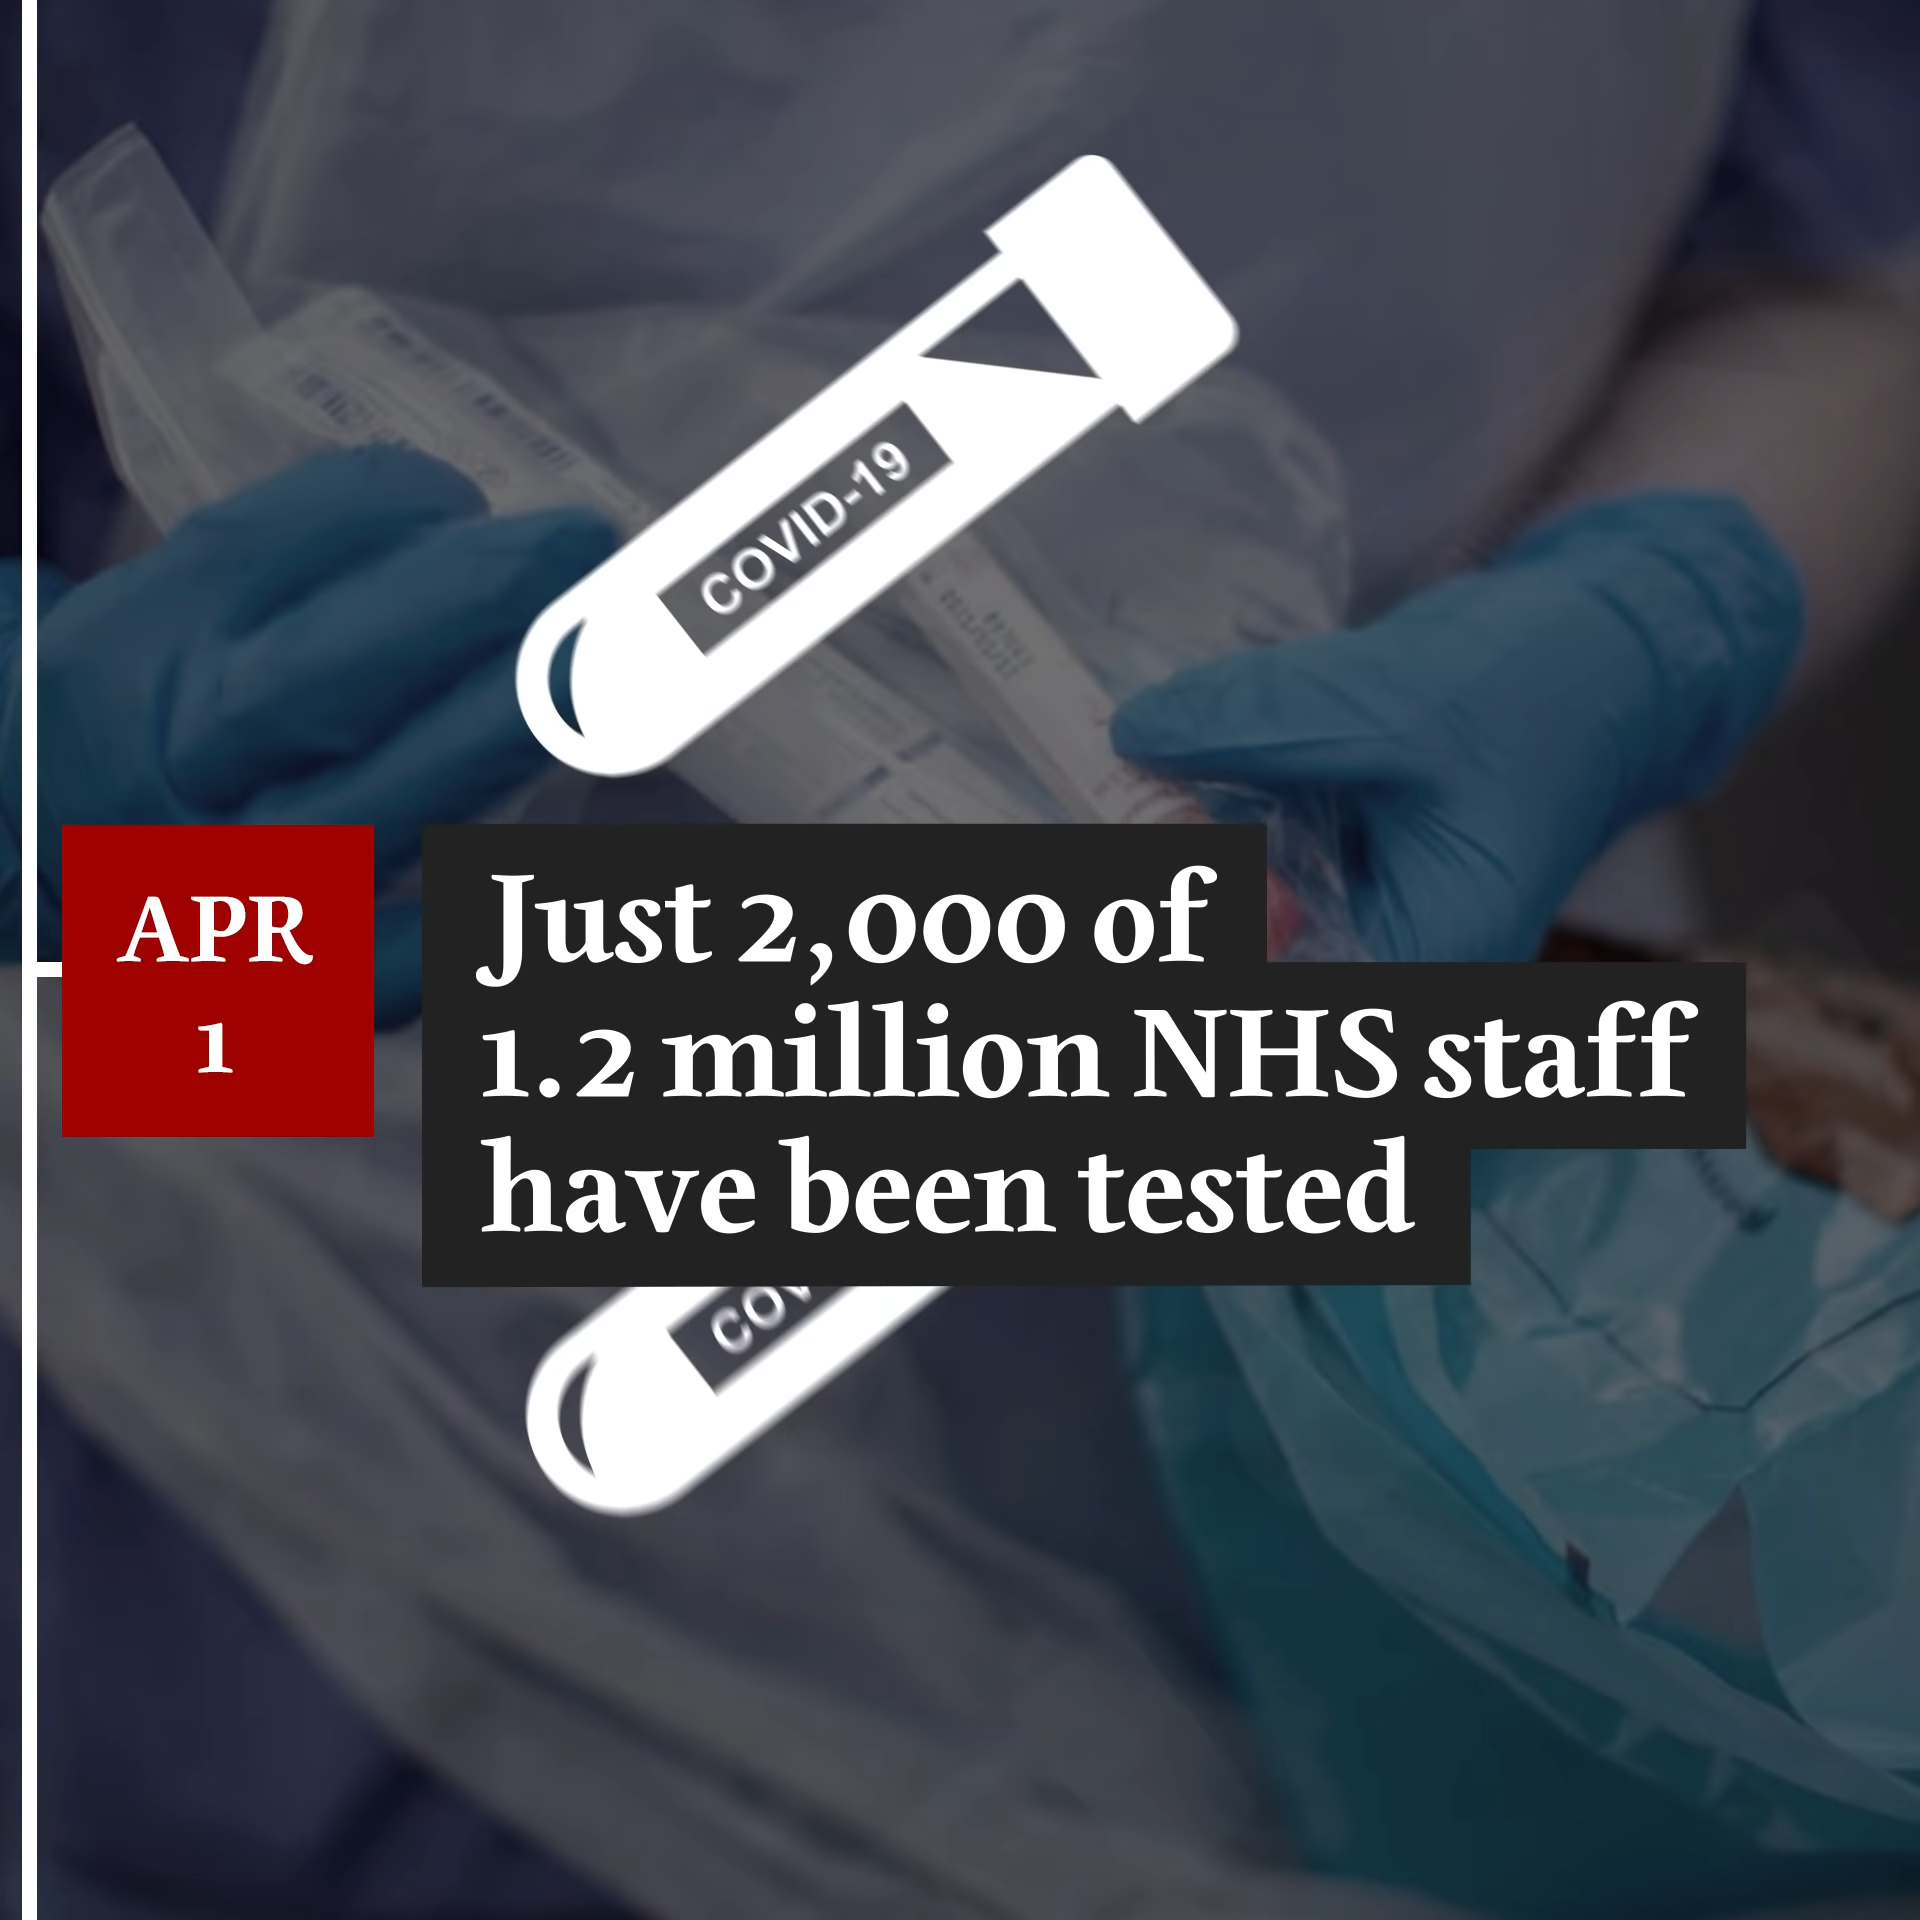 COVID-19
APR
1
Just 2,000 of
1.2 million NHS staff
have been tested